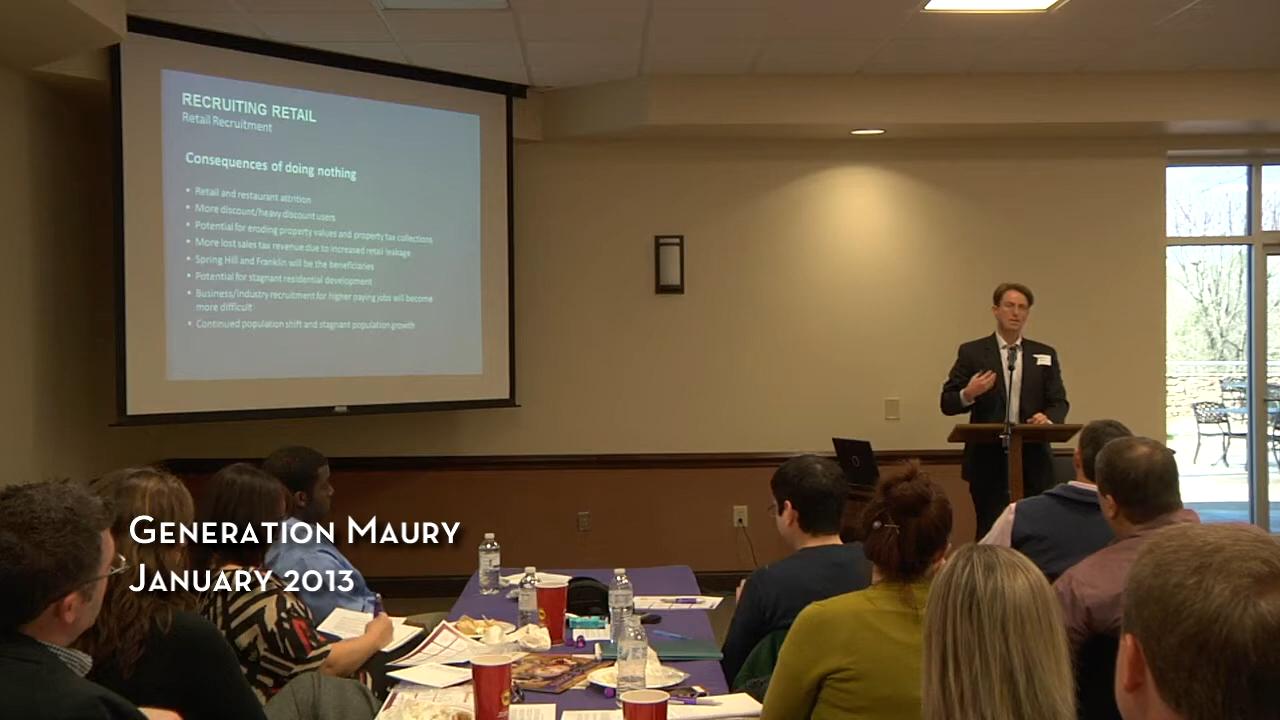 RECRUITING RETAIL
Retail Recruitment
Consequences of doing nothing
• Retail and restaurant attrition
• More discount/heavy discount users
• Potential for eroding property values and property tax collections
• More lost sales tax revenue due to increased retail leakage
• Spring Hill and Franklin will be the beneficiaries
• Potential for stagnant residential development
• Business/industry recruitment for higher paying jobs will become
more difficult
• Continued population shift and stagnant population growth
GENERATION MAURY
JANUARY 2013